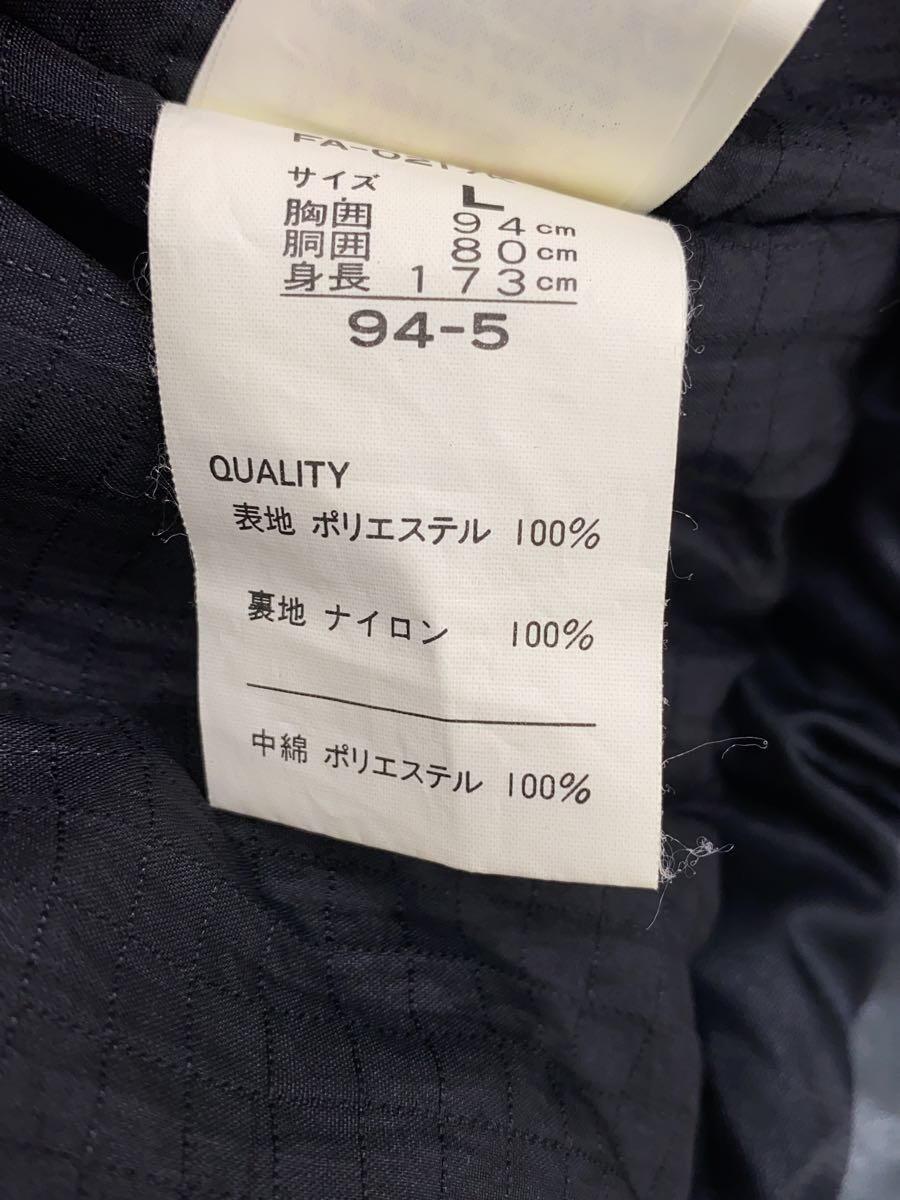 サイズ L
胸囲 94cm
胴囲 80cm
身長 173cm
94-5
QUALITY
表地 ポリエステル 100%
裏地 ナイロン 100%
中綿 ポリエステル 100%